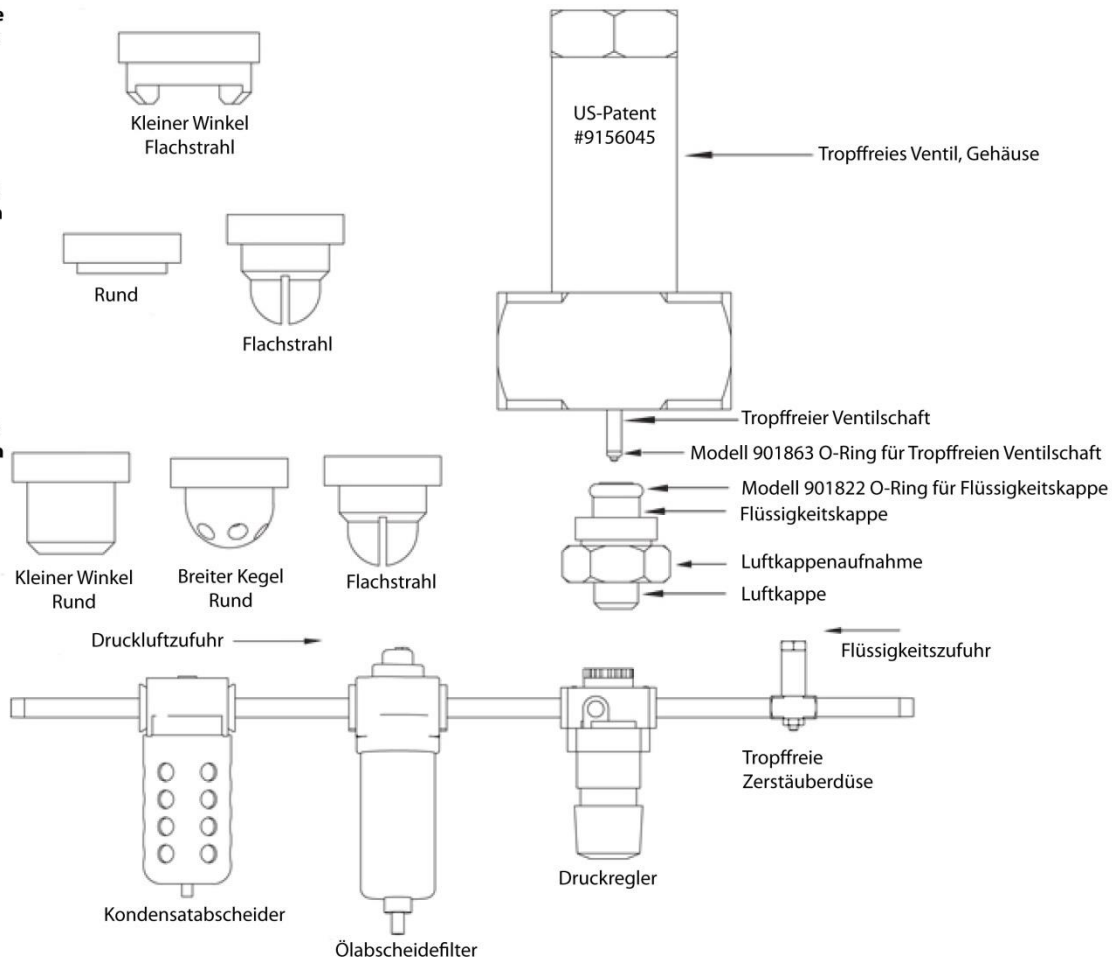 e
Kleiner Winkel
Flachstrahl
Rund
Flachstrahl
Kleiner Winkel
Rund
Breiter Kegel
Rund
Flachstrahl
US-Patent
#9156045
Tropffreies Ventil, Gehäuse
Tropffreier Ventilschaft
Modell 901863 O-Ring für Tropffreien Ventilschaft
Modell 901822 O-Ring für Flüssigkeitskappe
Flüssigkeitskappe
Luftkappenaufnahme
Luftkappe
Druckluftzufuhr
Flüssigkeitszufuhr
Tropffreie
Zerstäuberdüse
Druckregler
Kondensatabscheider
Ölabscheidefilter